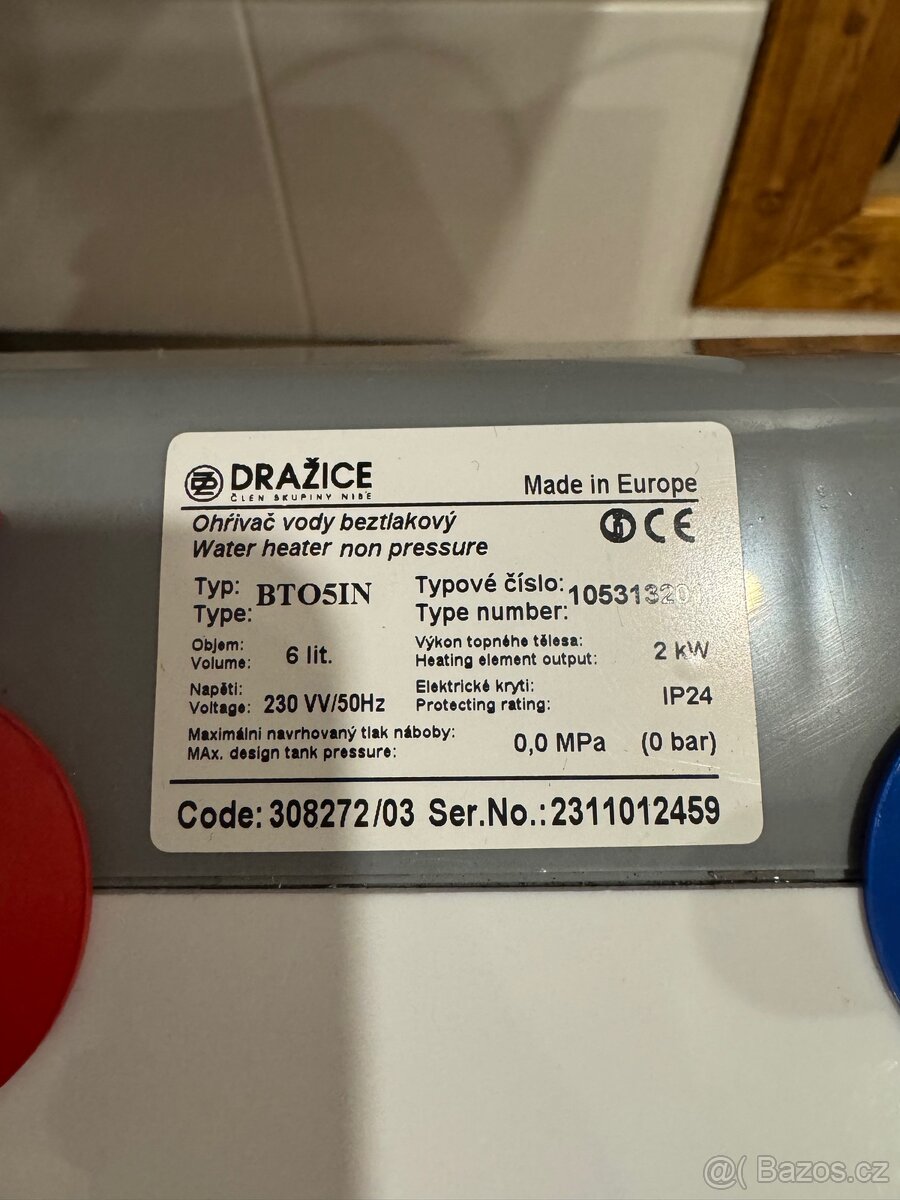 DRAŽICE
ČLEN SKUPINY NIBE
Made in Europe
Ohřívač vody beztlakový
Water heater non pressure
CE
Typ: BTO5IN
Type:
Typové číslo:
Type number:
Objem: 6 lit.
Volume:
Výkon topného tělesa: 2 kW
Heating element output:
Napětí: 230 VV/50Hz
Voltage:
Elektrické krytí: IP24
Protecting rating:
Maximální navrhovaný tlak náboby: 0,0 MPa (0 bar)
MAx. design tank pressure:
Code: 308272/03 Ser.No.: 2311012459
@( Bazos.cz